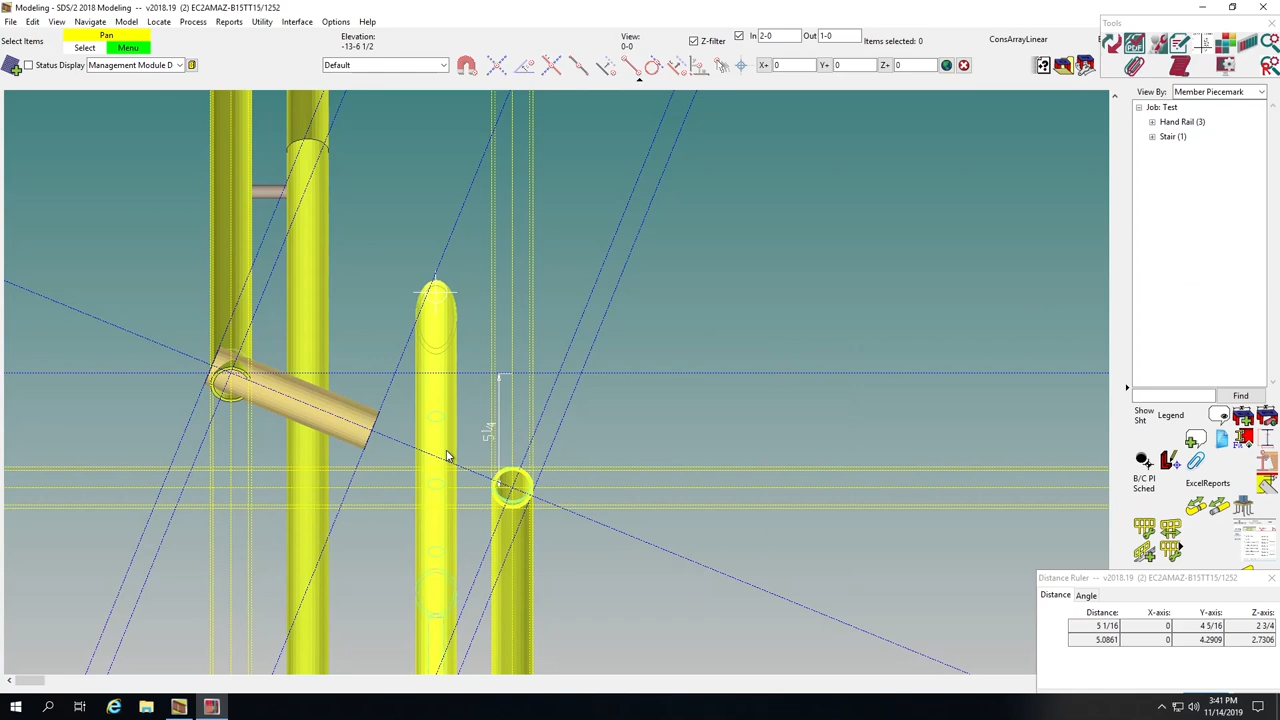 Modeling - SDS/2 2018 Modeling -- v2018.19 (2) EC2AMAZ-B15TT15/1252
File Edit View Navigate Model Locate Process Reports Utility Interface Options Help
Tools
Select Items
Pan
Select Menu
Elevation:
-13-6 1/2
View:
0-0
Z-filter In 2-0 Out 1-0 Items selected: 0
ConsArrayLinear
Status Display Management Module D
Default
X+ 0 Y+ 0 Z+ 0
View By: Member Piecemark
Job: Test
Hand Rail (3)
Stair (1)
5 1/4
Find
Show
Sht
Legend
B/C PI
Sched
ExcelReports
Distance Ruler -- v2018.19 (2) EC2AMAZ-B15TT15/1252
Distance Angle
Distance: X-axis: Y-axis: Z-axis:
5 1/16 0 4 5/16 2 3/4
5.0861 0 4.2909 2.7306
3:41 PM
11/14/2019